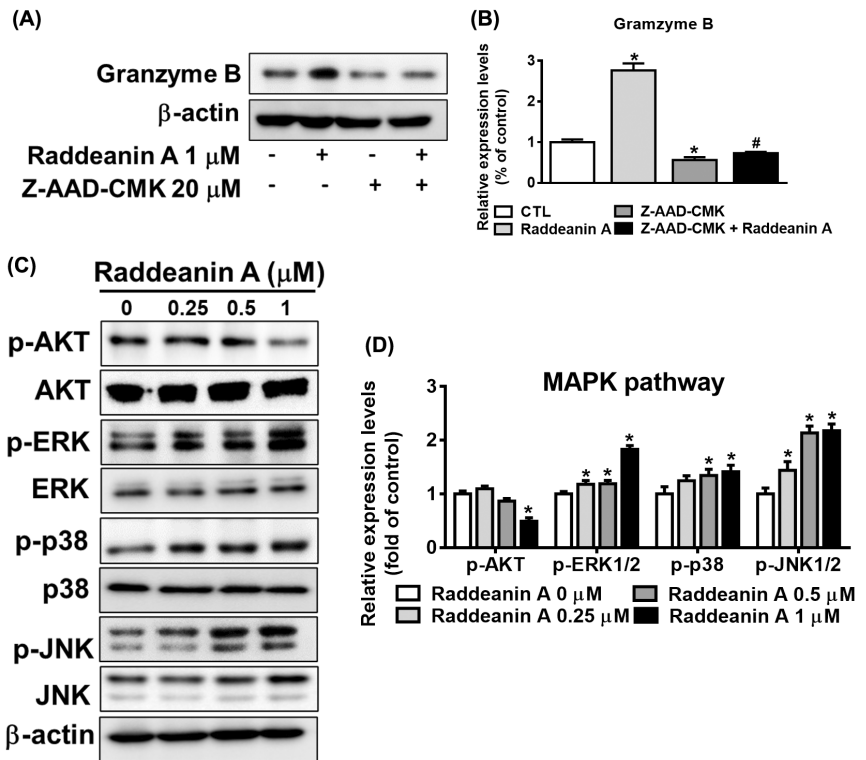 (A)
Granzyme B
β-actin
Raddeanin A 1 μM - + - +
Z-AAD-CMK 20 μM - - + +
(B)
Gramzyme B
Relative expression levels
(% of control)
3
2
1
0
*
*
#
CTL
Raddeanin A
Z-AAD-CMK
Z-AAD-CMK + Raddeanin A
(C)
Raddeanin A (μM)
0 0.25 0.5 1
p-AKT
AKT
p-ERK
ERK
p-p38
p38
p-JNK
JNK
β-actin
(D)
MAPK pathway
Relative expression levels
(fold of control)
3
2
1
0
*
* * *
* *
* * *
p-AKT p-ERK1/2 p-p38 p-JNK1/2
Raddeanin A 0 μM
Raddeanin A 0.25 μM
Raddeanin A 0.5 μM
Raddeanin A 1 μM